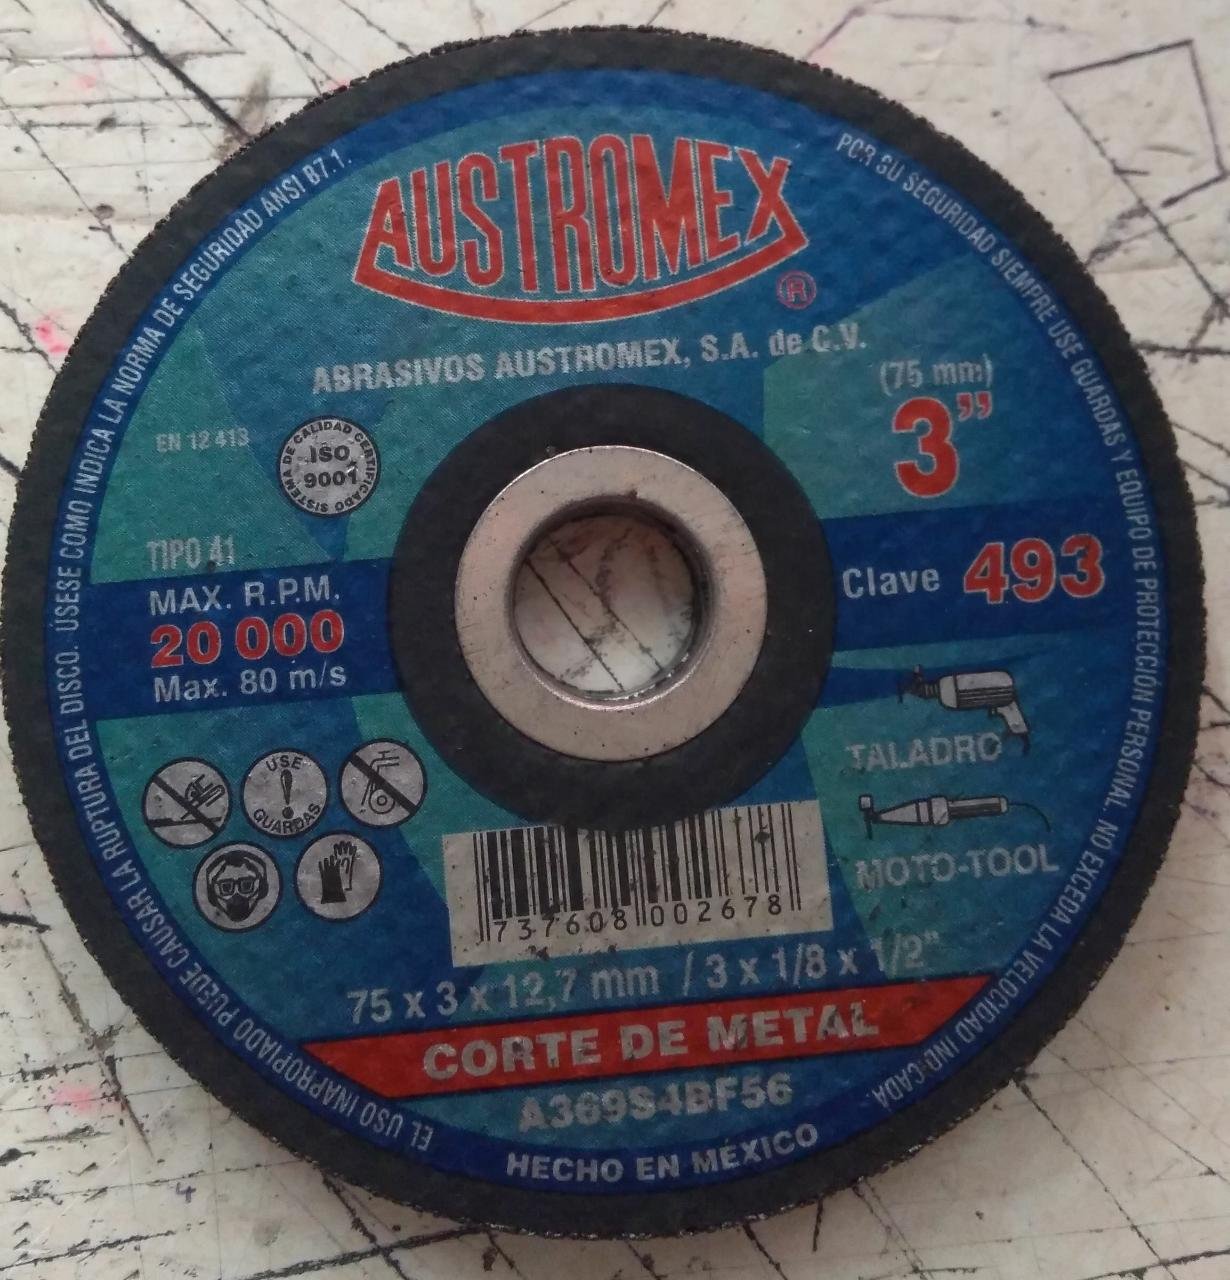 AUSTROMEX
®
ABRASIVOS AUSTROMEX, S.A. de C.V.
(75 mm)
3”
EN 12 413
SISTEMA DE CALIDAD CERTIFICADO
ISO
9001
TIPO 41
MAX. R.P.M.
20 000
Max. 80 m/s
Clave 493
USE
GUARDAS
TALADRO
MOTO-TOOL
737608 002678
75 x 3 x 12,7 mm / 3 x 1/8 x 1/2"
CORTE DE METAL
A369S4BF56
HECHO EN MÉXICO
EL USO INAPROPIADO PUEDE CAUSAR LA RUPTURA DEL DISCO. ÚSESE COMO INDICA LA NORMA DE SEGURIDAD ANSI B7.1.
POR SU SEGURIDAD SIEMPRE USE GUARDAS Y EQUIPO DE PROTECCIÓN PERSONAL. NO EXCEDA LA VELOCIDAD INDICADA